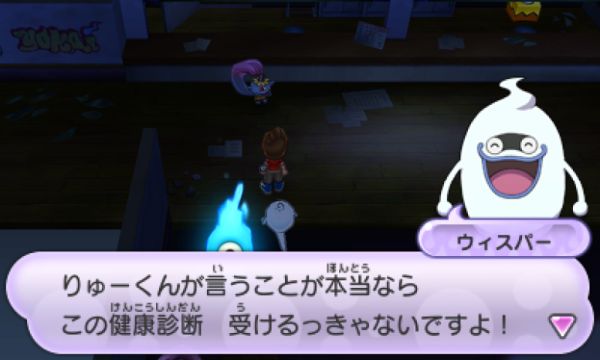 ウィスパー
りゅーくんが言うことが本当なら
この健康診断　受けるっきゃないですよ！